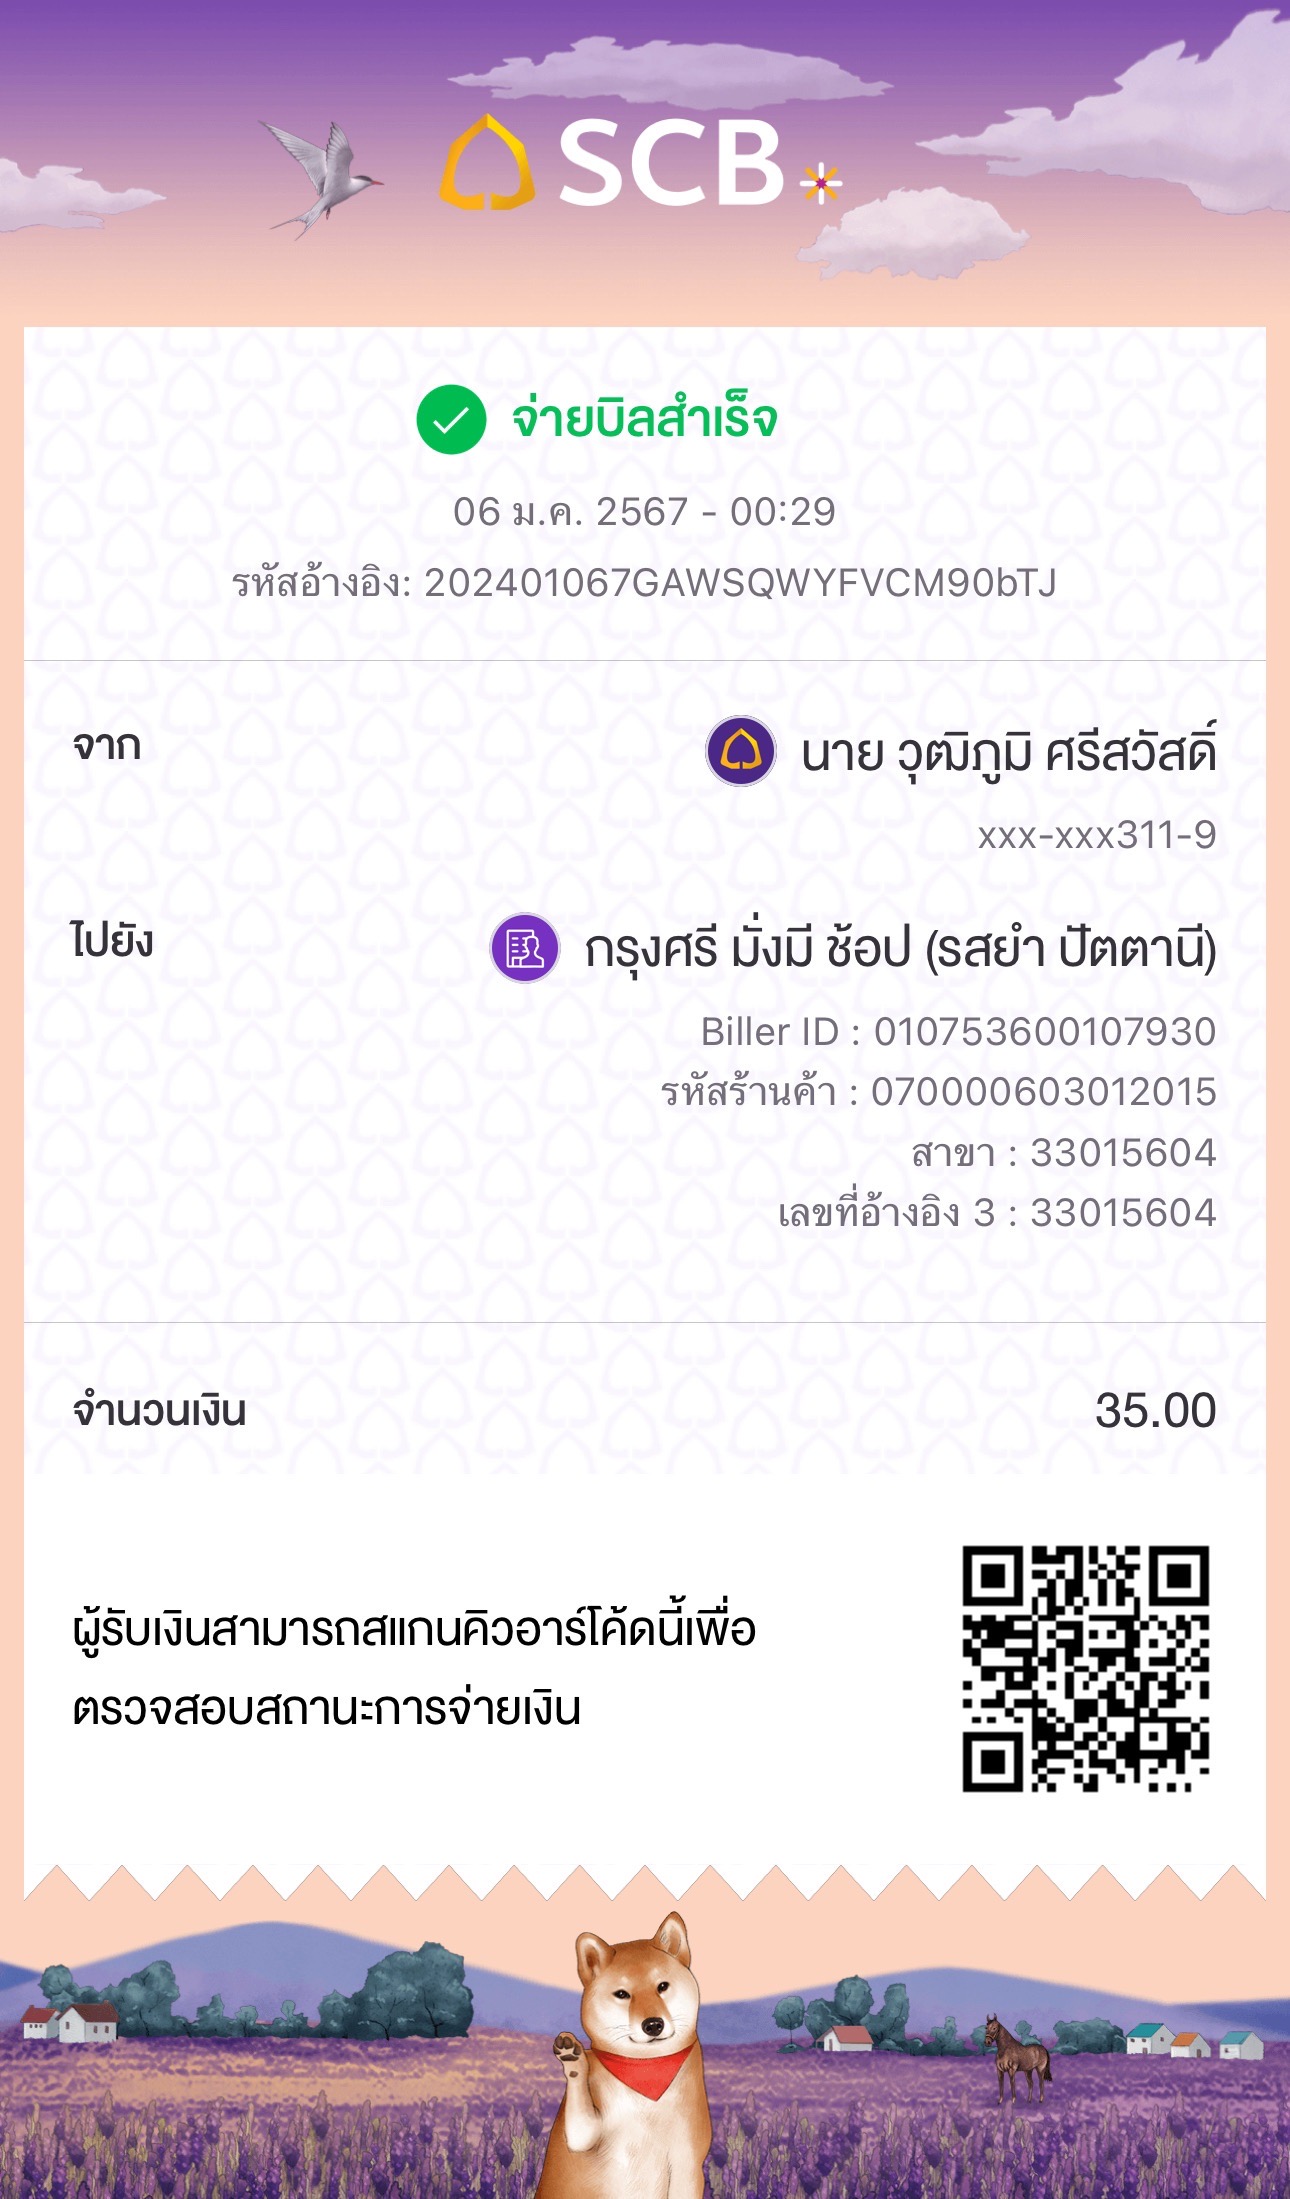 SCB
จ่ายบิลสำเร็จ
06 ม.ค. 2567 - 00:29
รหัสอ้างอิง: 202401067GAWSQWYFVCM90bTJ
จาก
นาย วุฒิภูมิ ศรีสวัสดิ์
xxx-xxx311-9
ไปยัง
กรุงศรี มั่งมี ช้อป (รสยำ ปัตตานี)
Biller ID : 010753600107930
รหัสร้านค้า : 070000603012015
สาขา : 33015604
เลขที่อ้างอิง 3 : 33015604
จำนวนเงิน 35.00
ผู้รับเงินสามารถสแกนคิวอาร์โค้ดนี้เพื่อ
ตรวจสอบสถานะการจ่ายเงิน